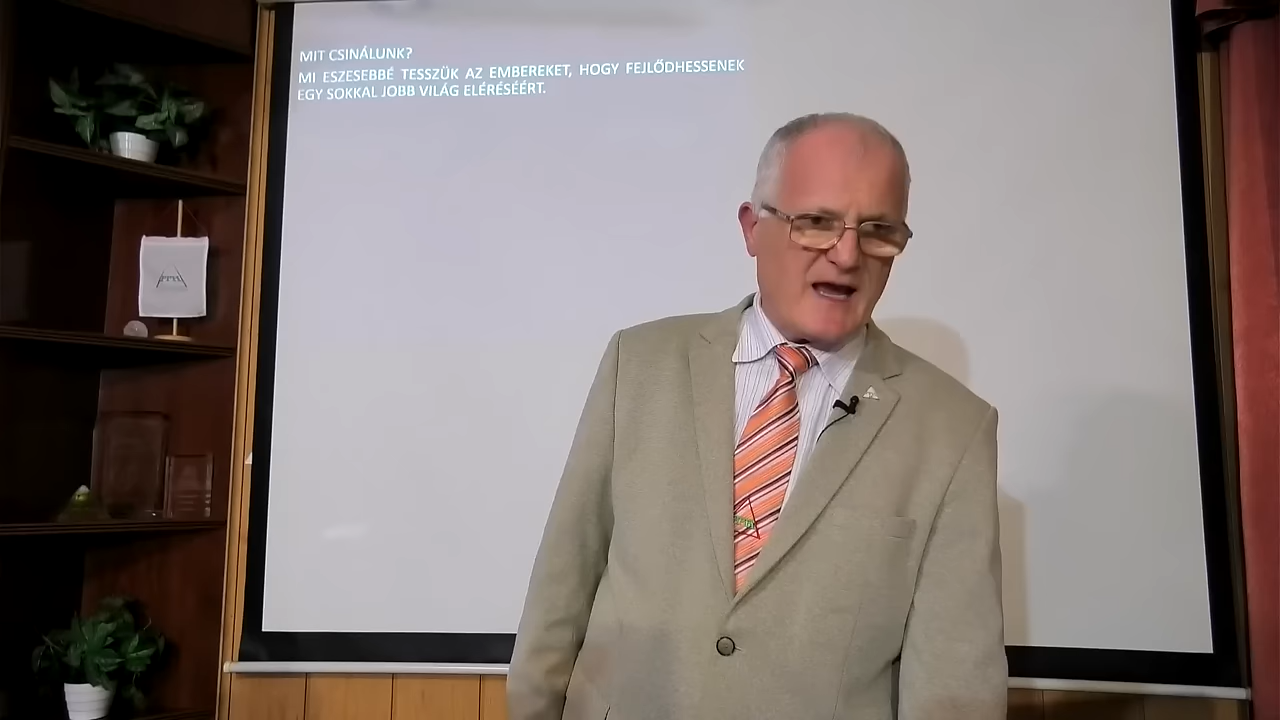 MIT CSINÁLUNK?
MI ESZESEBBÉ TESSZÜK AZ EMBEREKET, HOGY FEJLŐDHESSENEK
EGY SOKKAL JOBB VILÁG ELÉRÉSÉÉRT.